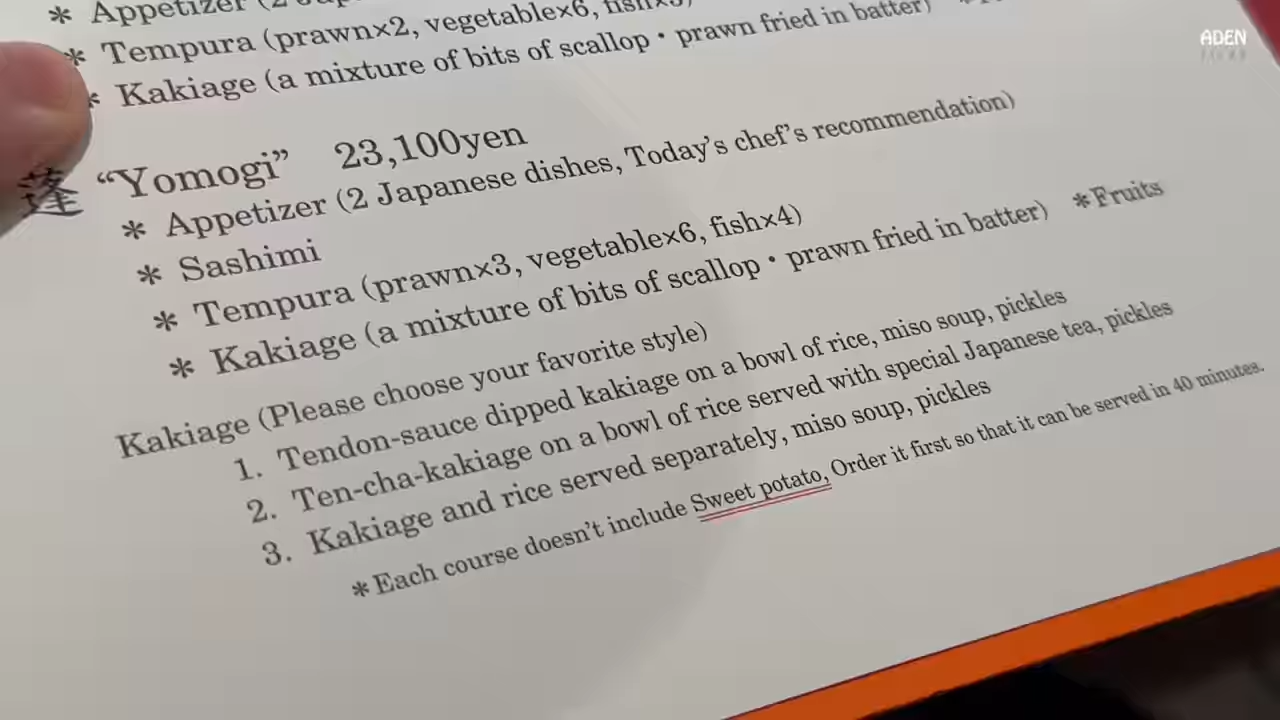 * Appetizer (2
* Tempura (prawn×2, vegetable×6, fish×3)
* Kakiage (a mixture of bits of scallop・prawn fried in batter)
蓬 “Yomogi” 23,100yen
* Appetizer (2 Japanese dishes, Today’s chef’s recommendation)
* Sashimi
* Tempura (prawn×3, vegetable×6, fish×4)
* Kakiage (a mixture of bits of scallop・prawn fried in batter) *Fruits
Kakiage (Please choose your favorite style)
1. Tendon-sauce dipped kakiage on a bowl of rice, miso soup, pickles
2. Ten-cha-kakiage on a bowl of rice served with special Japanese tea, pickles
3. Kakiage and rice served separately, miso soup, pickles
*Each course doesn’t include Sweet potato, Order it first so that it can be served in 40 minutes.
ADEN